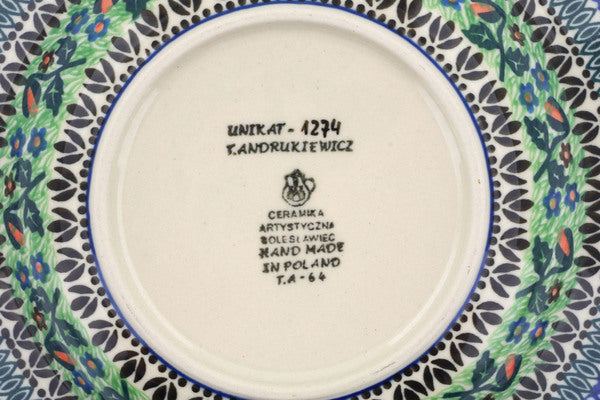 UNIKAT - 1274
T.ANDRUKIEWICZ
CERAMIKA
ARTYSTYCZNA
BOLESŁAWIEC
HAND MADE
IN POLAND
T.A-64